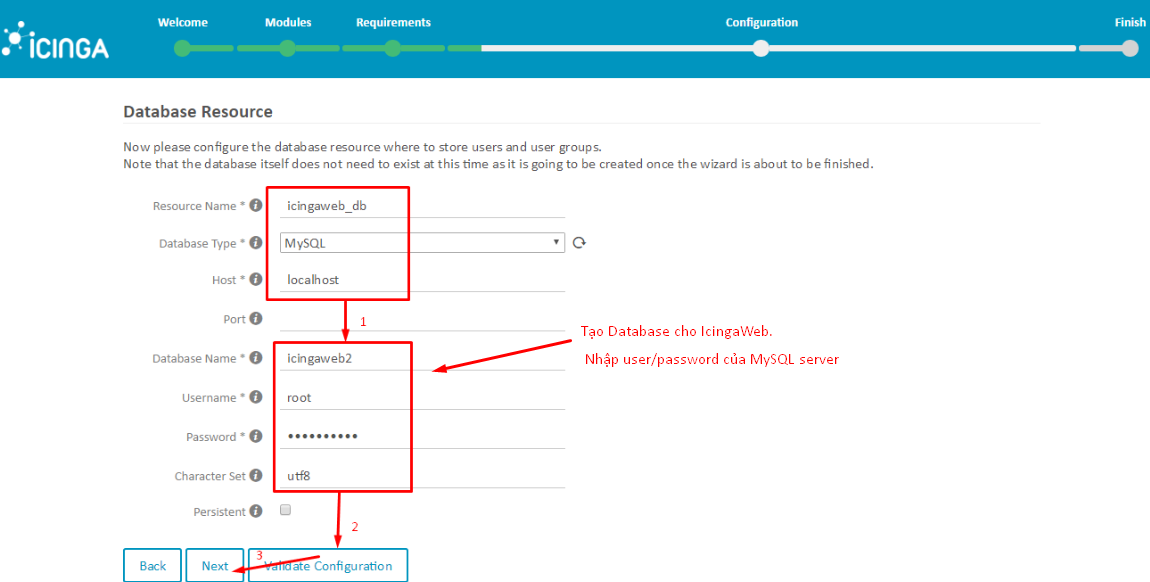 Welcome
Modules
Requirements
Configuration
Finish
ICINGA
Database Resource
Now please configure the database resource where to store users and user groups.
Note that the database itself does not need to exist at this time as it is going to be created once the wizard is about to be finished.
Resource Name * icingaweb_db
Database Type * MySQL
Host * localhost
Port
1
Tạo Database cho IcingaWeb.
Nhập user/password của MySQL server
Database Name * icingaweb2
Username * root
Password * ••••••••••
Character Set utf8
Persistent
2
3
Back
Next
Validate Configuration